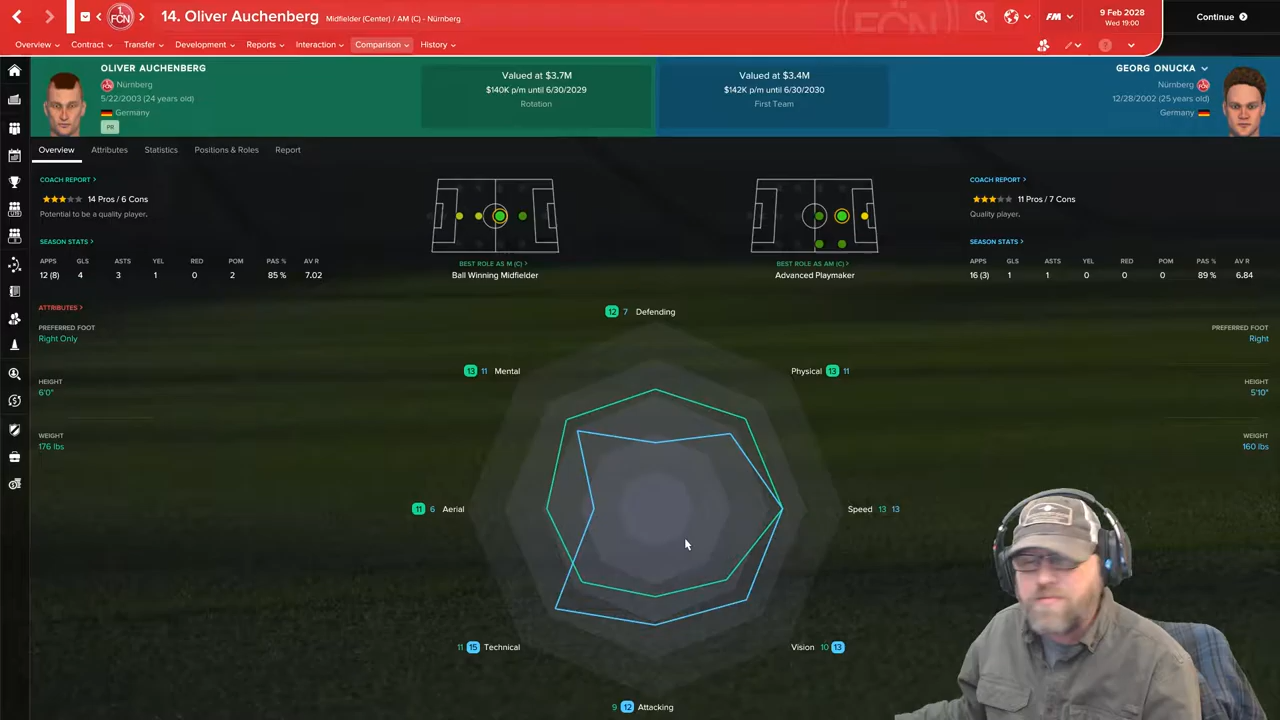 14. Oliver Auchenberg
Midfielder (Center) / AM (C) - Nürnberg
FM
9 Feb 2028
Wed 19:00
Continue
Overview
Contract
Transfer
Development
Reports
Interaction
Comparison
History
OLIVER AUCHENBERG
Nürnberg
5/22/2003 (24 years old)
Germany
PR
Valued at $3.7M
$140K p/m until 6/30/2029
Rotation
Valued at $3.4M
$142K p/m until 6/30/2030
First Team
GEORG ONUCKA
Nürnberg
12/28/2002 (25 years old)
Germany
Overview
Attributes
Statistics
Positions & Roles
Report
COACH REPORT >
14 Pros / 6 Cons
Potential to be a quality player.
COACH REPORT >
11 Pros / 7 Cons
Quality player.
SEASON STATS >
APPS GLS ASTS YEL RED POM PAS % AV R
12 (8) 4 3 1 0 2 85 % 7.02
BEST ROLE AS M (C) >
Ball Winning Midfielder
BEST ROLE AS AM (C) >
Advanced Playmaker
SEASON STATS >
APPS GLS ASTS YEL RED POM PAS % AV R
16 (3) 1 1 0 0 0 89 % 6.84
ATTRIBUTES >
PREFERRED FOOT
Right Only
HEIGHT
6'0"
WEIGHT
176 lbs
12 7 Defending
13 11 Mental
Physical 13 11
11 6 Aerial
Speed 13 13
11 15 Technical
Vision 10 13
9 12 Attacking
PREFERRED FOOT
Right
HEIGHT
5'10"
WEIGHT
160 lbs